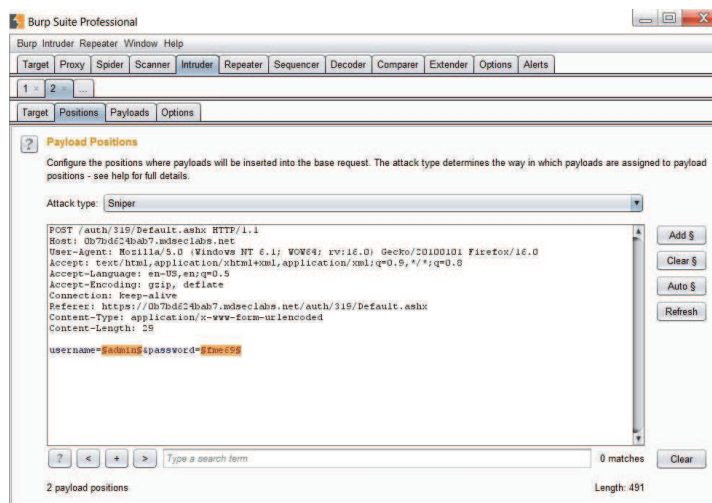 Burp Suite Professional
Burp Intruder Repeater Window Help
Target Proxy Spider Scanner Intruder Repeater Sequencer Decoder Comparer Extender Options Alerts
1 × 2 × ...
Target Positions Payloads Options
? Payload Positions
Configure the positions where payloads will be inserted into the base request. The attack type determines the way in which payloads are assigned to payload
positions - see help for full details.
Attack type: Sniper
POST /auth/319/Default.ashx HTTP/1.1
Host: 0b7bd624bab7.mdseclabs.net
User-Agent: Mozilla/5.0 (Windows NT 6.1; WOW64; rv:16.0) Gecko/20100101 Firefox/16.0
Accept: text/html,application/xhtml+xml,application/xml;q=0.9,*/*;q=0.8
Accept-Language: en-US,en;q=0.5
Accept-Encoding: gzip, deflate
Connection: keep-alive
Referer: https://0b7bd624bab7.mdseclabs.net/auth/319/Default.ashx
Content-Type: application/x-www-form-urlencoded
Content-Length: 29
username=§admin§&password=§fme69§
Add §
Clear §
Auto §
Refresh
? < + > Type a search term 0 matches Clear
2 payload positions Length: 491